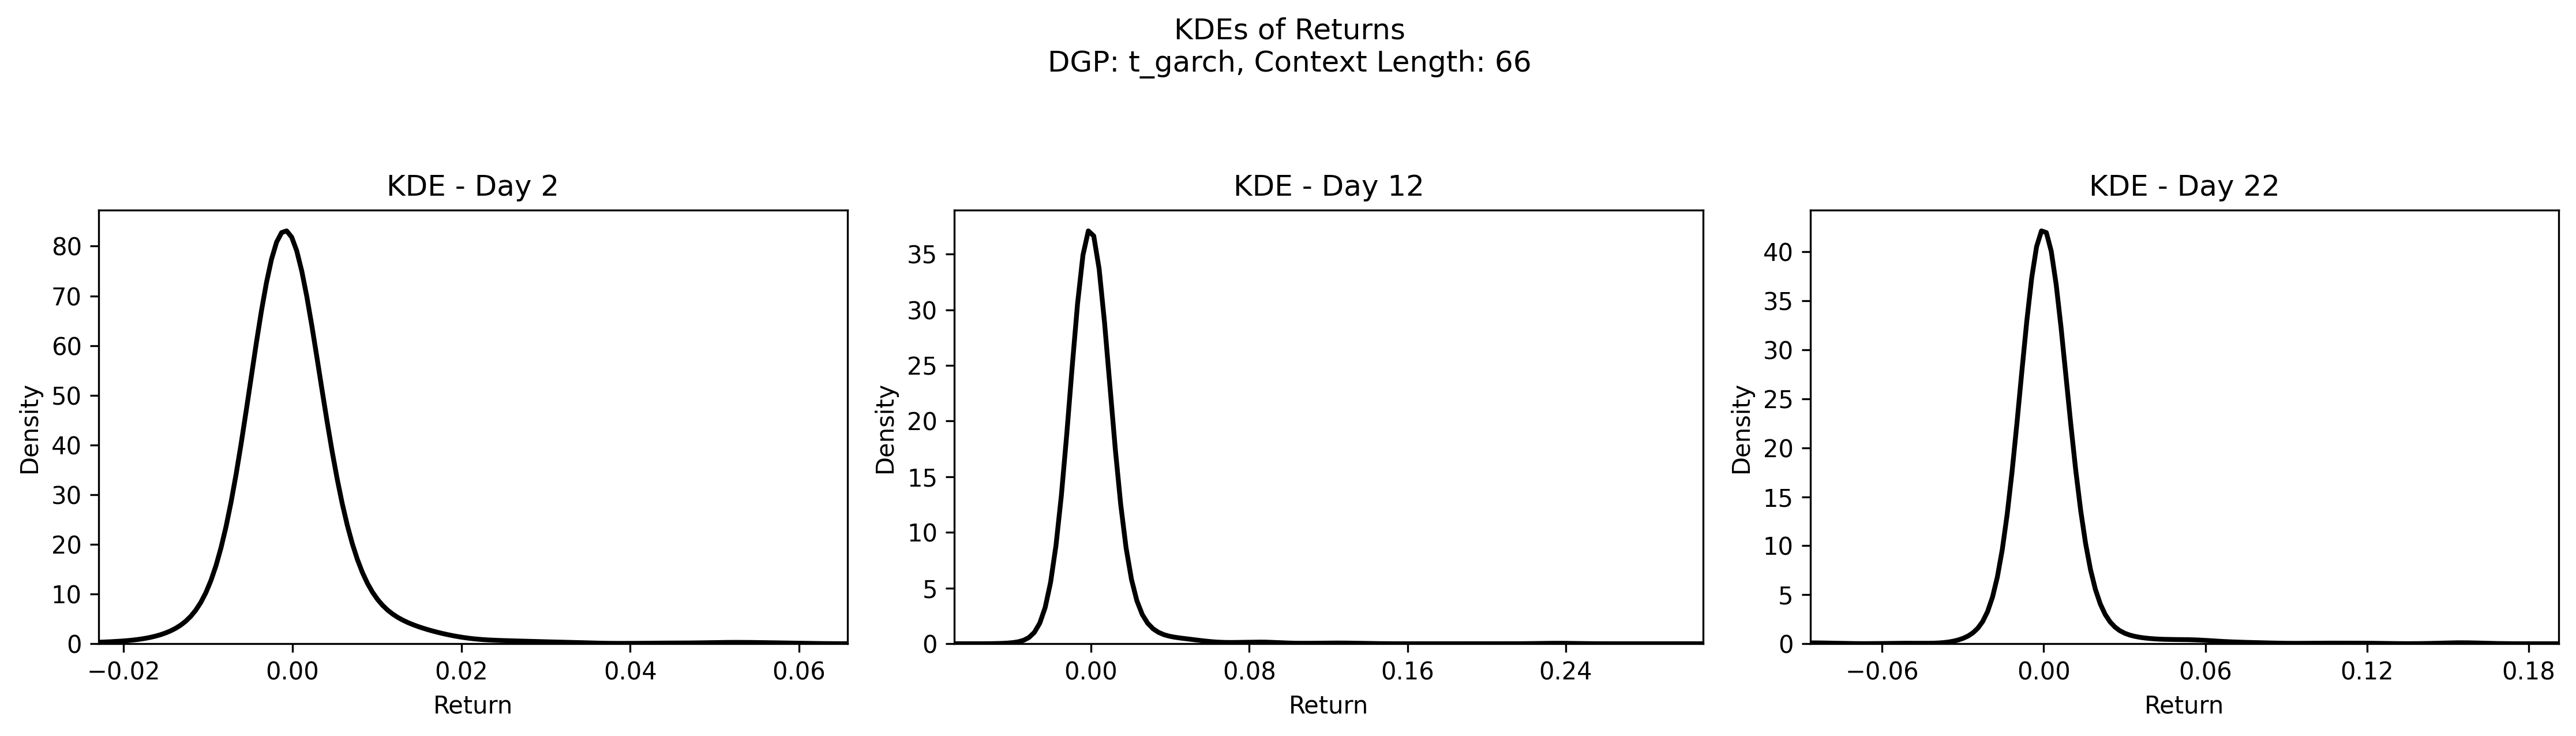 KDEs of Returns
DGP: t_garch, Context Length: 66
KDE - Day 2
80
70
60
50
40
30
20
10
0
Density
−0.02 0.00 0.02 0.04 0.06
Return
KDE - Day 12
35
30
25
20
15
10
5
0
Density
0.00 0.08 0.16 0.24
Return
KDE - Day 22
40
35
30
25
20
15
10
5
0
Density
−0.06 0.00 0.06 0.12 0.18
Return